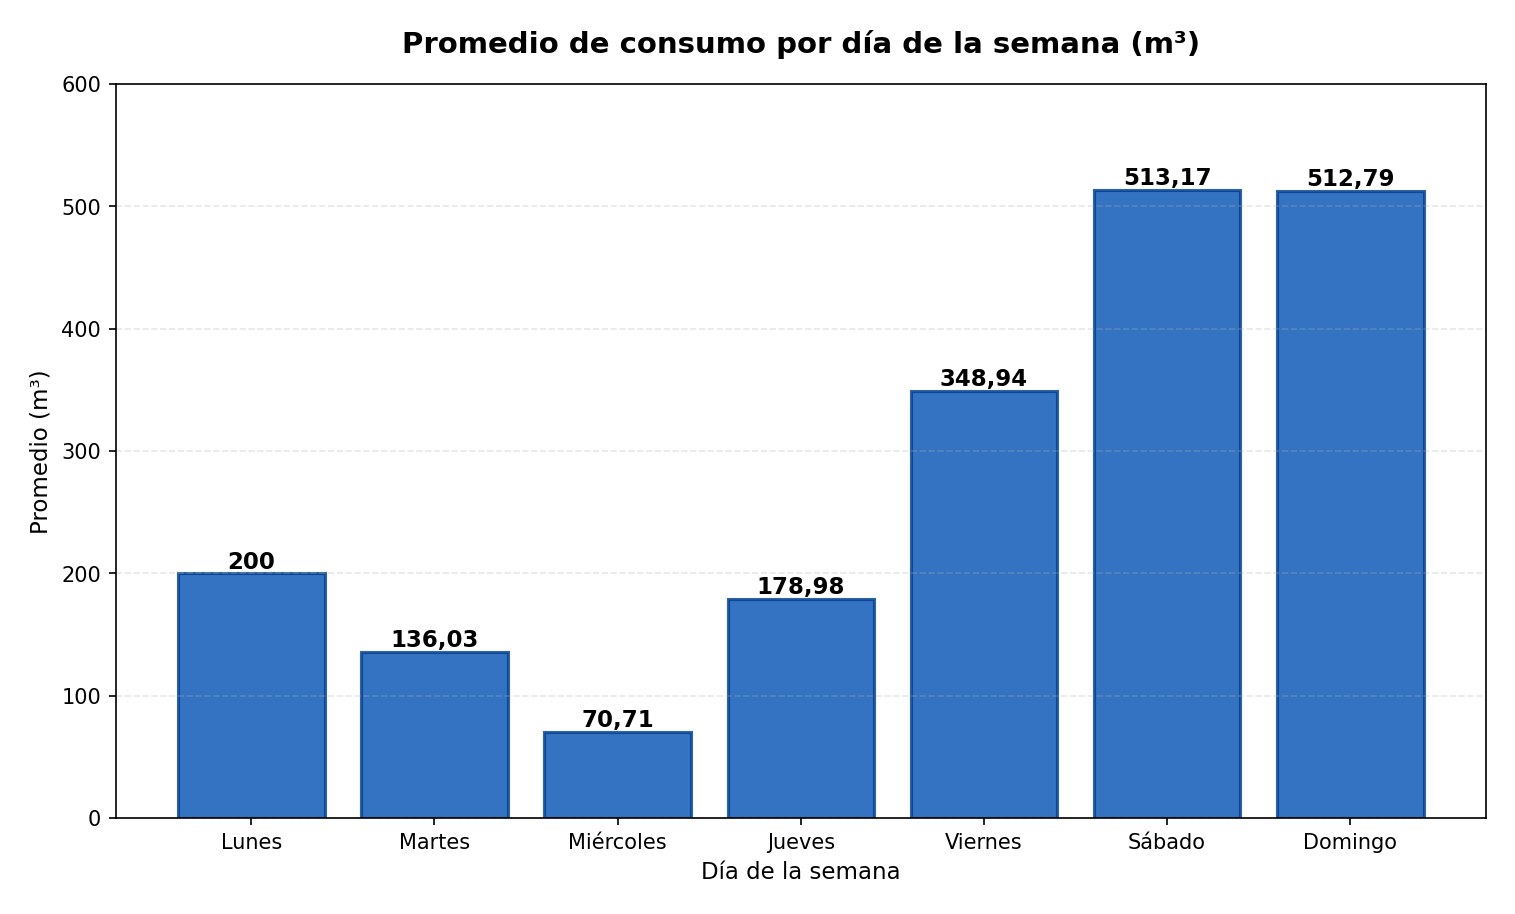 Promedio de consumo por día de la semana (m³)
Promedio (m³)
600
500
400
300
200
100
0
200
136,03
70,71
178,98
348,94
513,17
512,79
Lunes
Martes
Miércoles
Jueves
Viernes
Sábado
Domingo
Día de la semana